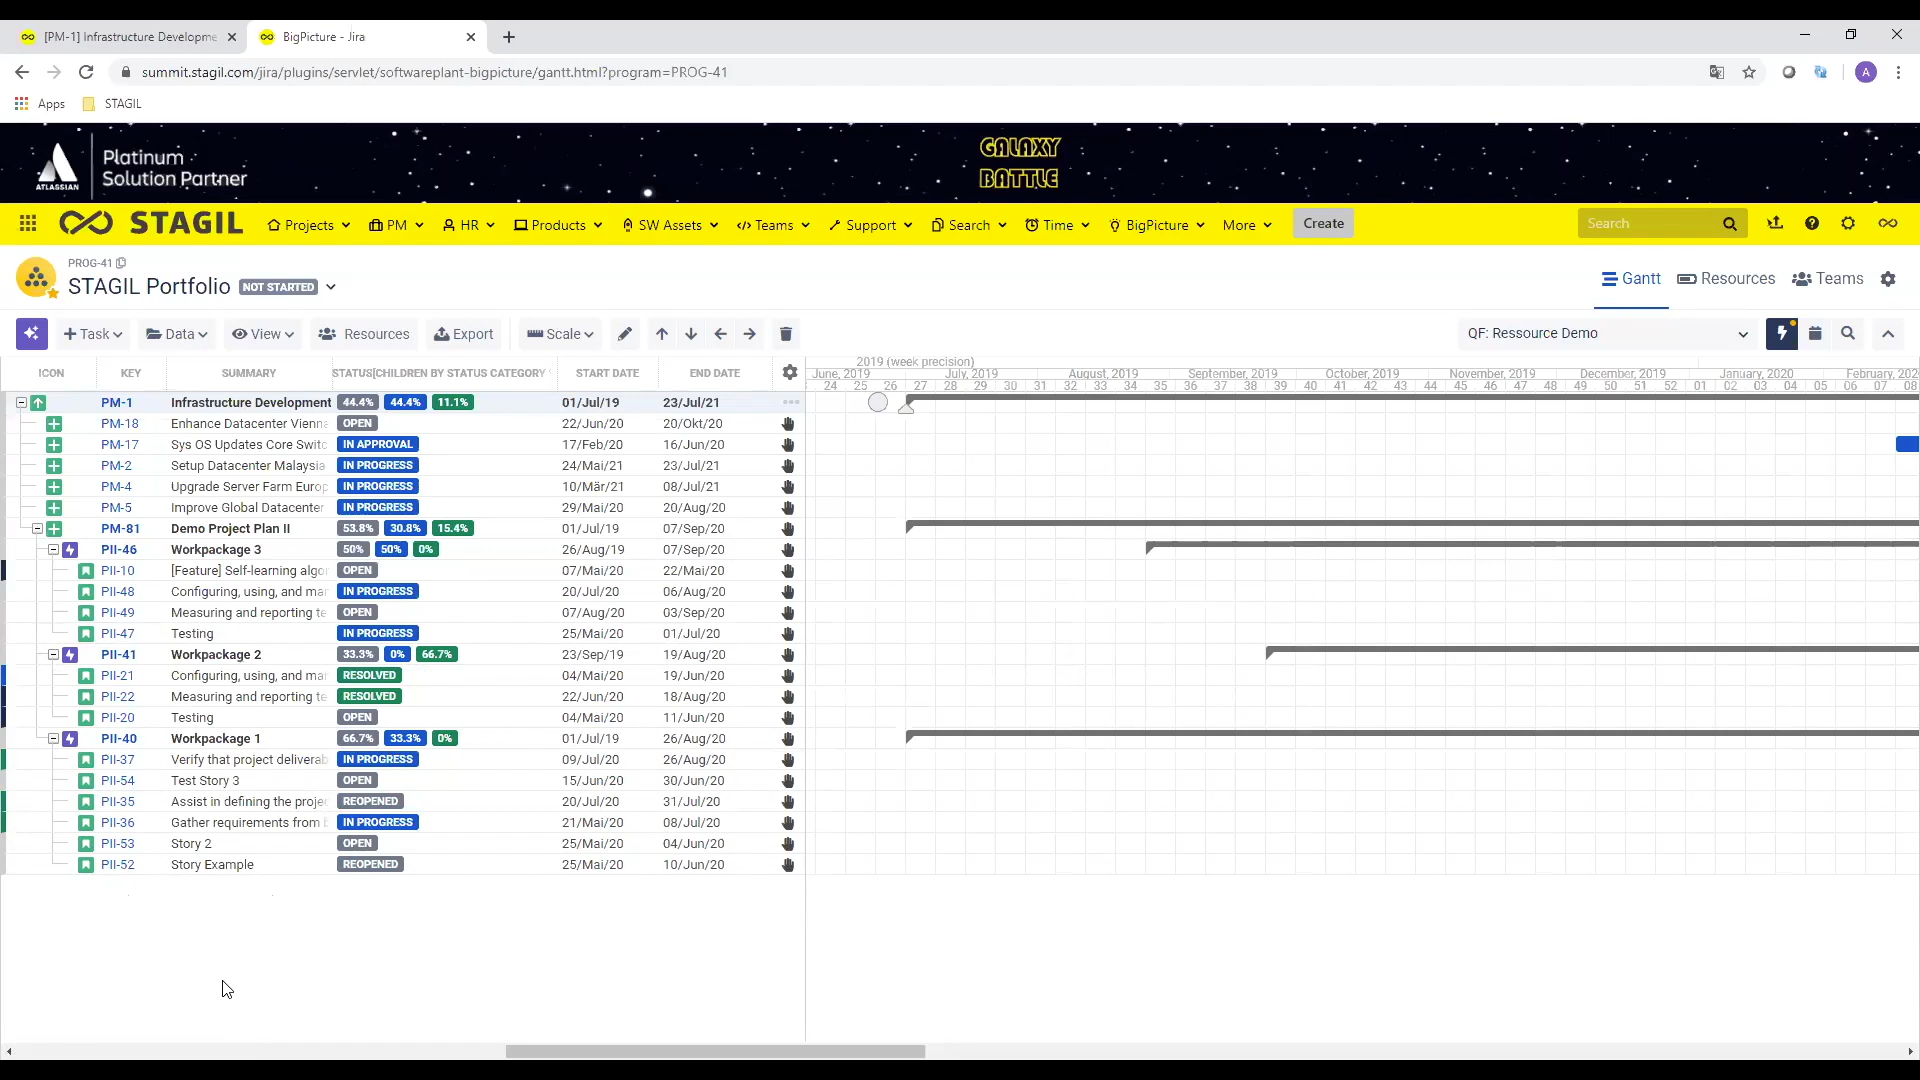 [PM-1] Infrastructure Developme
BigPicture - Jira
summit.stagil.com/jira/plugins/servlet/softwareplant-bigpicture/gantt.html?program=PROG-41
A
Apps STAGIL
ATLASSIAN
Platinum
Solution Partner
GALAXY
BATTLE
STAGIL Projects PM HR Products SW Assets </> Teams Support Search Time BigPicture More Create Search
PROG-41
STAGIL Portfolio NOT STARTED
Gantt Resources Teams
Task Data View Resources Export Scale QF: Ressource Demo
ICON KEY SUMMARY STATUS[CHILDREN BY STATUS CATEGORY START DATE END DATE
2019 (week precision)
June, 2019 July, 2019 August, 2019 September, 2019 October, 2019 November, 2019 December, 2019 January, 2020 February, 202
24 25 26 27 28 29 30 31 32 33 34 35 36 37 38 39 40 41 42 43 44 45 46 47 48 49 50 51 52 01 02 03 04 05 06 07 08
PM-1 Infrastructure Development 44.4% 44.4% 11.1% 01/Jul/19 23/Jul/21
PM-18 Enhance Datacenter Vienna OPEN 22/Jun/20 20/Okt/20
PM-17 Sys OS Updates Core Switc IN APPROVAL 17/Feb/20 16/Jun/20
PM-2 Setup Datacenter Malaysia IN PROGRESS 24/Mai/21 23/Jul/21
PM-4 Upgrade Server Farm Europ IN PROGRESS 10/Mär/21 08/Jul/21
PM-5 Improve Global Datacenter IN PROGRESS 29/Mai/20 20/Aug/20
PM-81 Demo Project Plan II 53.8% 30.8% 15.4% 01/Jul/19 07/Sep/20
PII-46 Workpackage 3 50% 50% 0% 26/Aug/19 07/Sep/20
PII-10 [Feature] Self-learning algor OPEN 07/Mai/20 22/Mai/20
PII-48 Configuring, using, and mar IN PROGRESS 20/Jul/20 06/Aug/20
PII-49 Measuring and reporting te OPEN 07/Aug/20 03/Sep/20
PII-47 Testing IN PROGRESS 25/Mai/20 01/Jul/20
PII-41 Workpackage 2 33.3% 0% 66.7% 23/Sep/19 19/Aug/20
PII-21 Configuring, using, and mar RESOLVED 04/Mai/20 19/Jun/20
PII-22 Measuring and reporting te RESOLVED 22/Jun/20 18/Aug/20
PII-20 Testing OPEN 04/Mai/20 11/Jun/20
PII-40 Workpackage 1 66.7% 33.3% 0% 01/Jul/19 26/Aug/20
PII-37 Verify that project deliverab IN PROGRESS 09/Jul/20 26/Aug/20
PII-54 Test Story 3 OPEN 15/Jun/20 30/Jun/20
PII-35 Assist in defining the proje REOPENED 20/Jul/20 31/Jul/20
PII-36 Gather requirements from b IN PROGRESS 21/Mai/20 08/Jul/20
PII-53 Story 2 OPEN 25/Mai/20 04/Jun/20
PII-52 Story Example REOPENED 25/Mai/20 10/Jun/20